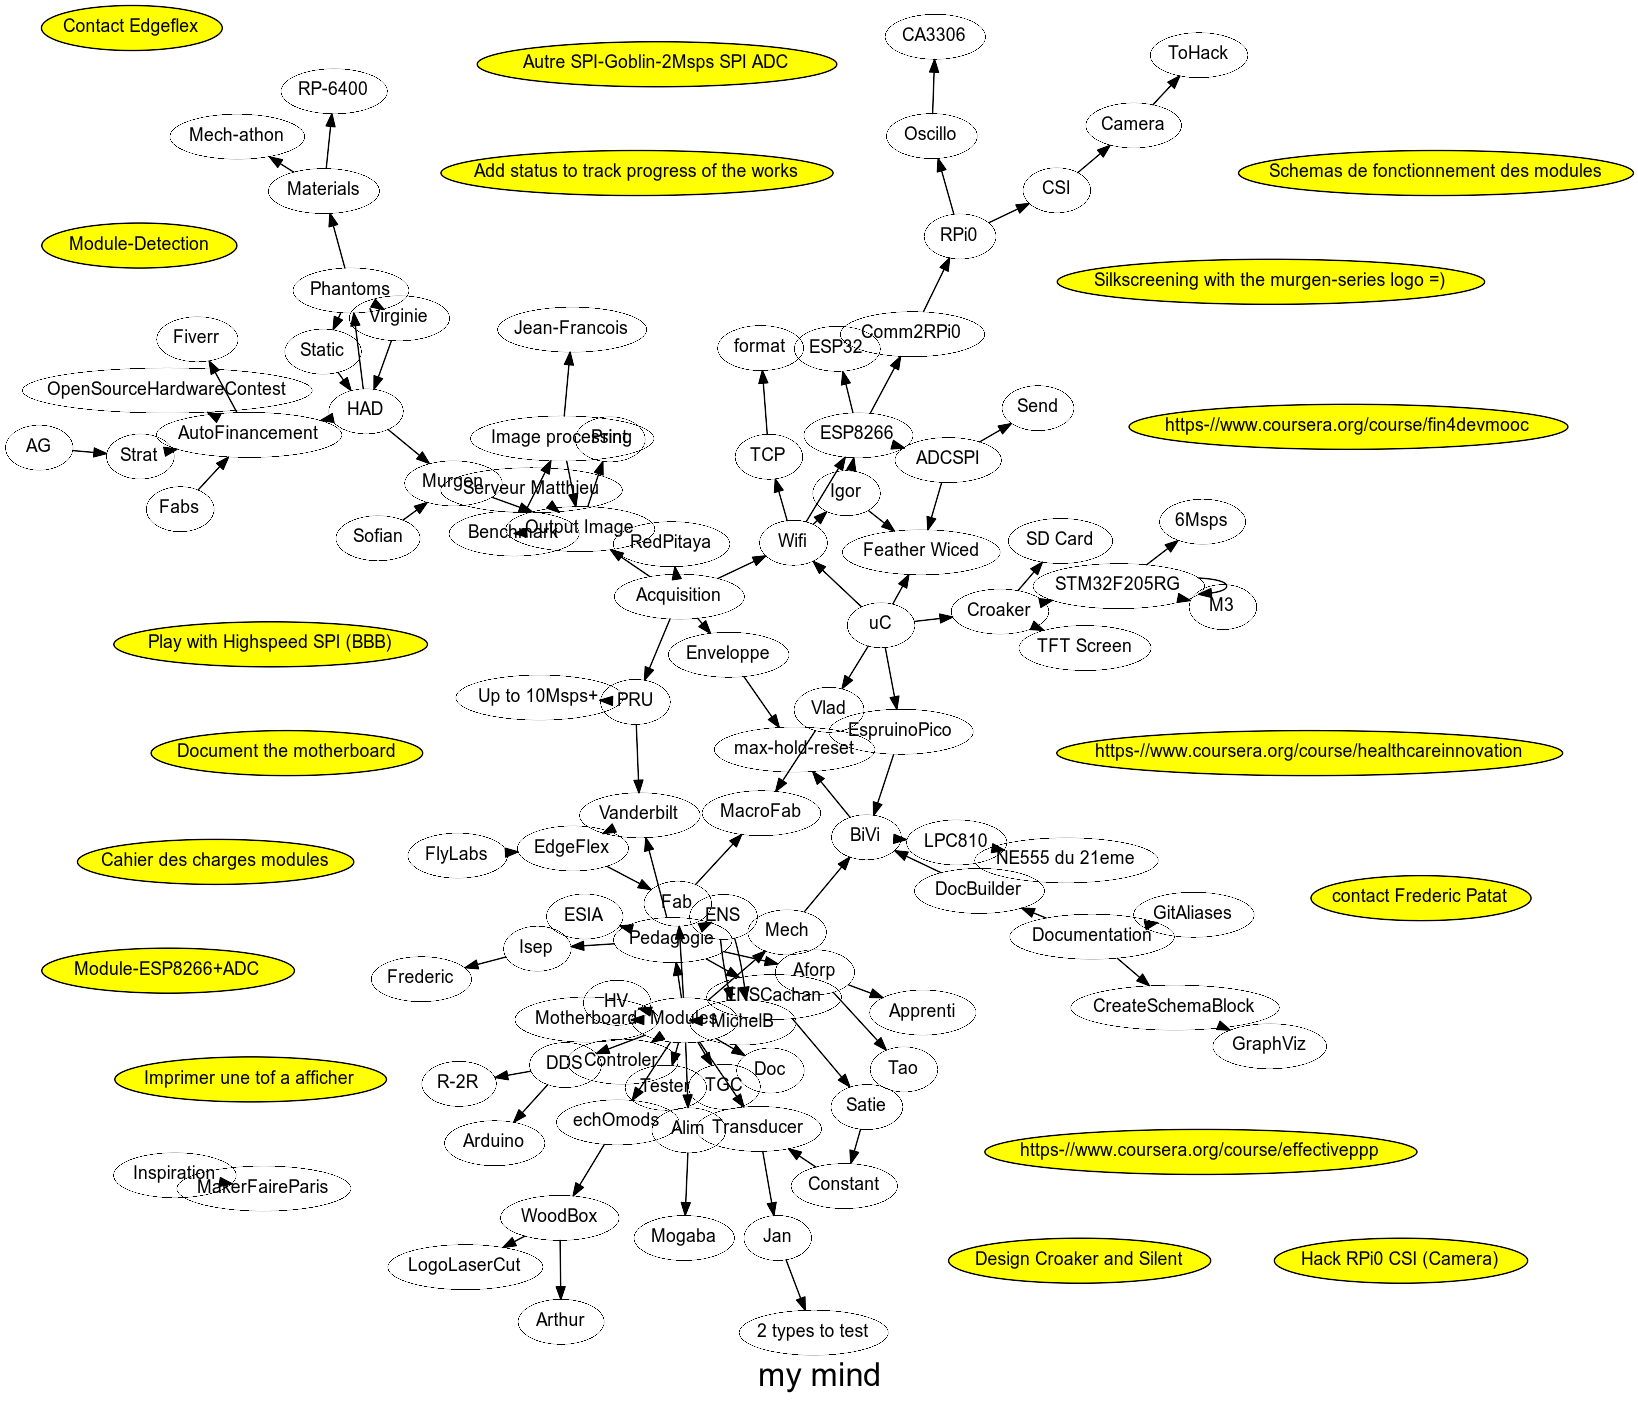 Contact Edgeflex
CA3306
Autre SPI-Goblin-2Msps SPI ADC
ToHack
RP-6400
Mech-athon
Oscillo
Camera
Add status to track progress of the works
Schemas de fonctionnement des modules
Materials
CSI
Module-Detection
RPi0
Silkscreening with the murgen-series logo =)
Phantoms
Virginie
Jean-Francois
Comm2RPi0
Fiverr
Static
format
ESP32
OpenSourceHardwareContest
HAD
Send
https-//www.coursera.org/course/fin4devmooc
AutoFinancement
ESP8266
Image processing
Print
AG
Strat
TCP
ADCSPI
Murgen
Serveur Matthieu
Igor
Fabs
Sofian
Benchmark
Output Image
RedPitaya
Wifi
Feather Wiced
SD Card
6Msps
STM32F205RG
Acquisition
Croaker
M3
uC
Play with Highspeed SPI (BBB)
Enveloppe
TFT Screen
Up to 10Msps+
PRU
Vlad
EspruinoPico
Document the motherboard
max-hold-reset
https-//www.coursera.org/course/healthcareinnovation
Vanderbilt
MacroFab
BiVi
LPC810
NE555 du 21eme
FlyLabs
EdgeFlex
Cahier des charges modules
DocBuilder
contact Frederic Patat
Fab
ESIA
ENS
GitAliases
Isep
Pedagogie
Mech
Documentation
Module-ESP8266+ADC
Frederic
Aforp
ENSCachan
HV
Apprenti
CreateSchemaBlock
Motherboard
Modules
MichelB
GraphViz
DDS
Controler
Imprimer une tof a afficher
R-2R
Tester
TGC
Doc
Tao
Satie
echOmods
Alim
Transducer
Arduino
https-//www.coursera.org/course/effectiveppp
Inspiration
MakerFaireParis
Constant
WoodBox
Mogaba
Jan
LogoLaserCut
Design Croaker and Silent
Hack RPi0 CSI (Camera)
Arthur
2 types to test
my mind